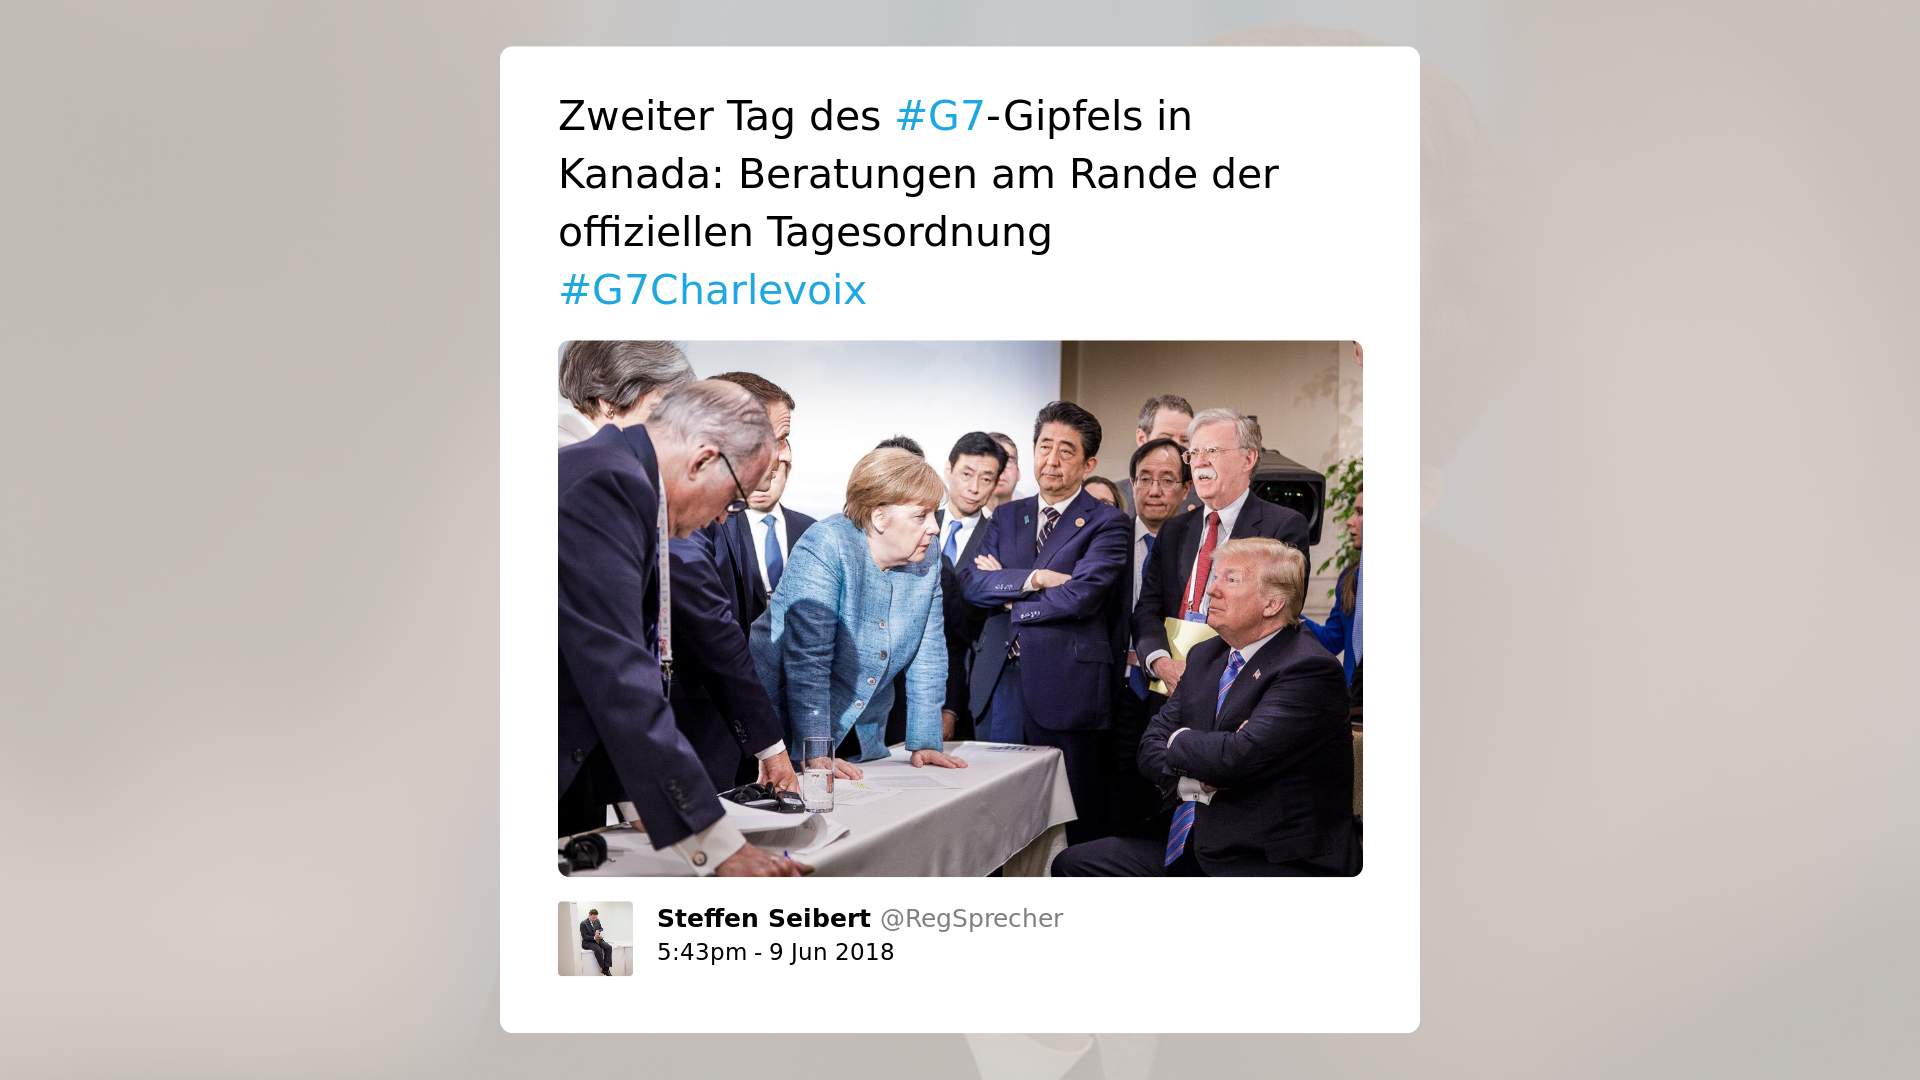 Zweiter Tag des #G7-Gipfels in
Kanada: Beratungen am Rande der
offiziellen Tagesordnung
#G7Charlevoix
Steffen Seibert @RegSprecher
5:43pm - 9 Jun 2018